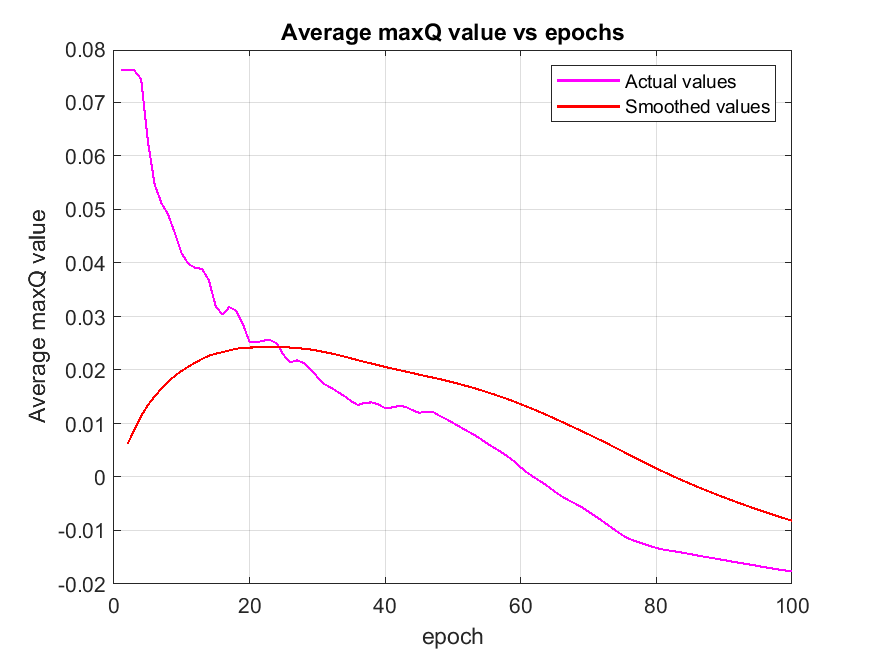 Average maxQ value vs epochs
Actual values
Smoothed values
Average maxQ value
0.08
0.07
0.06
0.05
0.04
0.03
0.02
0.01
0
-0.01
-0.02
0 20 40 60 80 100
epoch